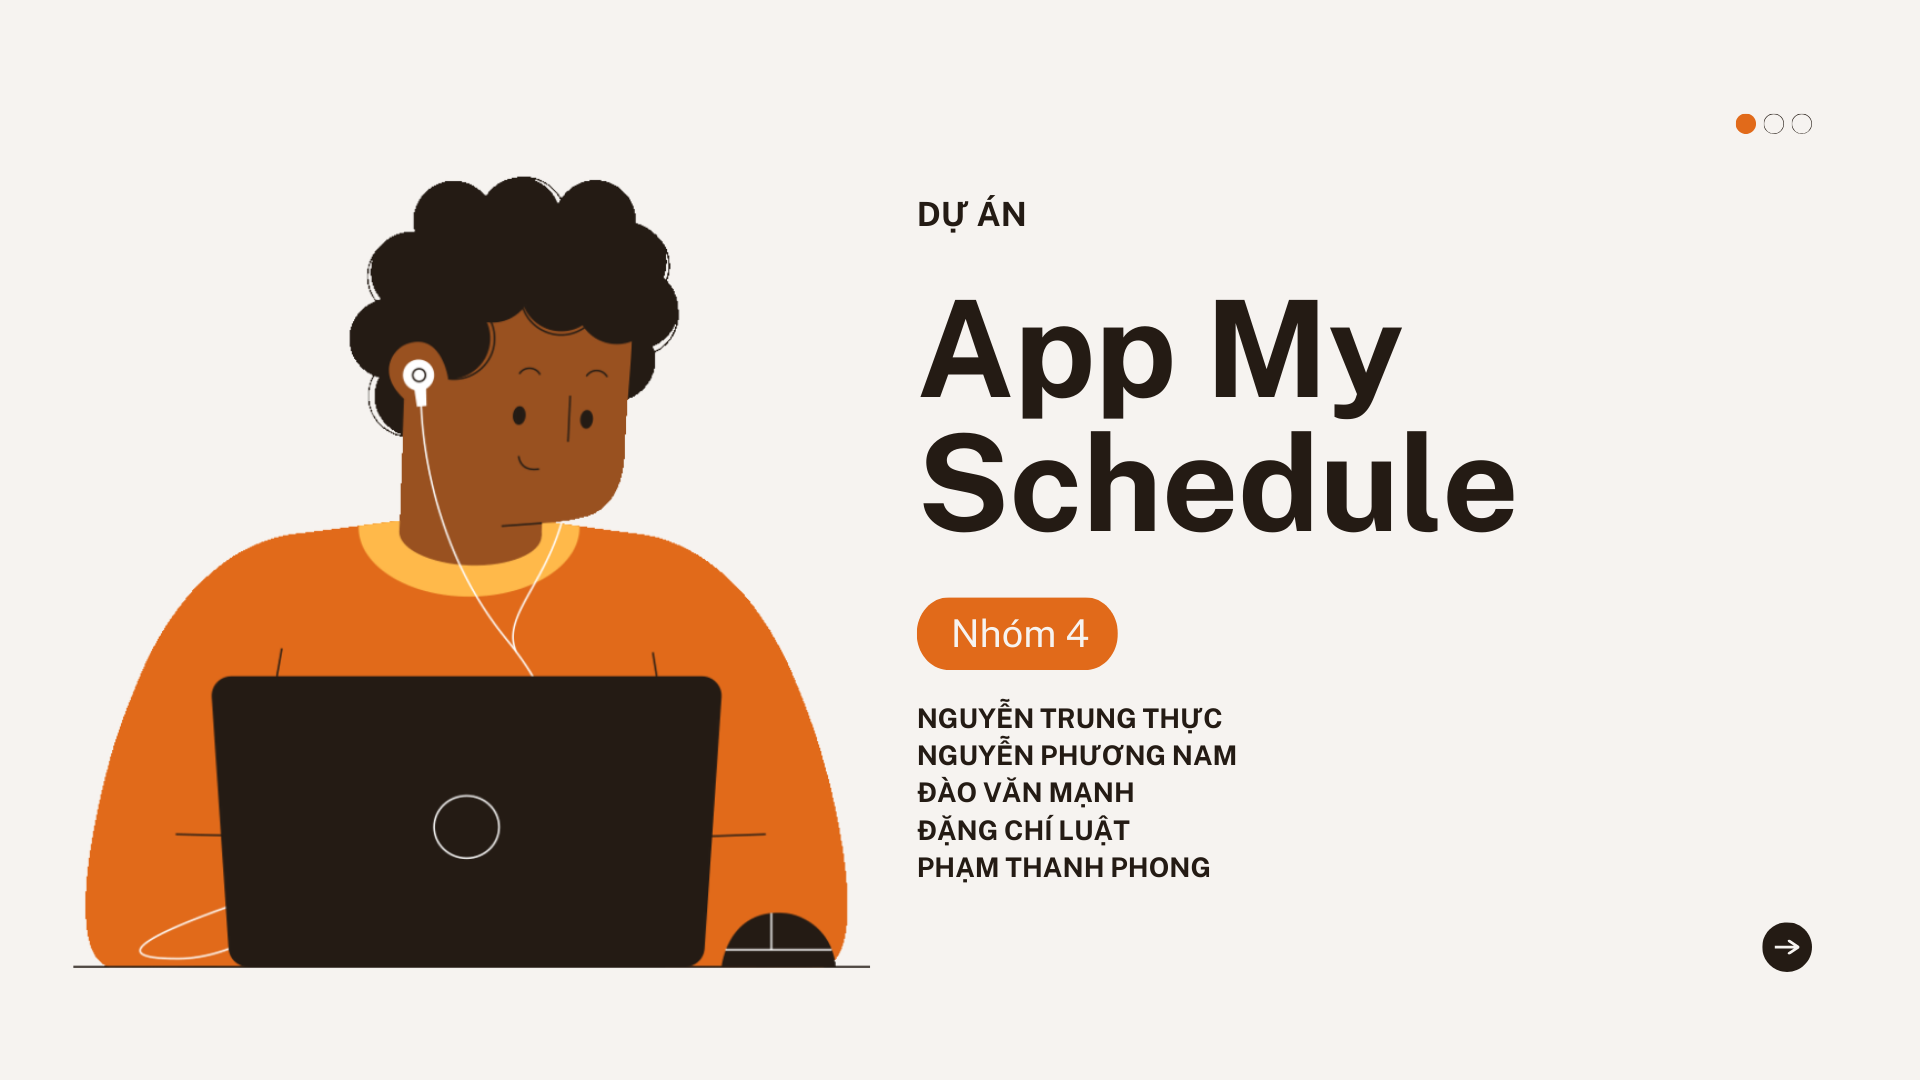 DỰ ÁN
App My
Schedule
Nhóm 4
NGUYỄN TRUNG THỰC
NGUYỄN PHƯƠNG NAM
ĐÀO VĂN MẠNH
ĐẶNG CHÍ LUẬT
PHẠM THANH PHONG